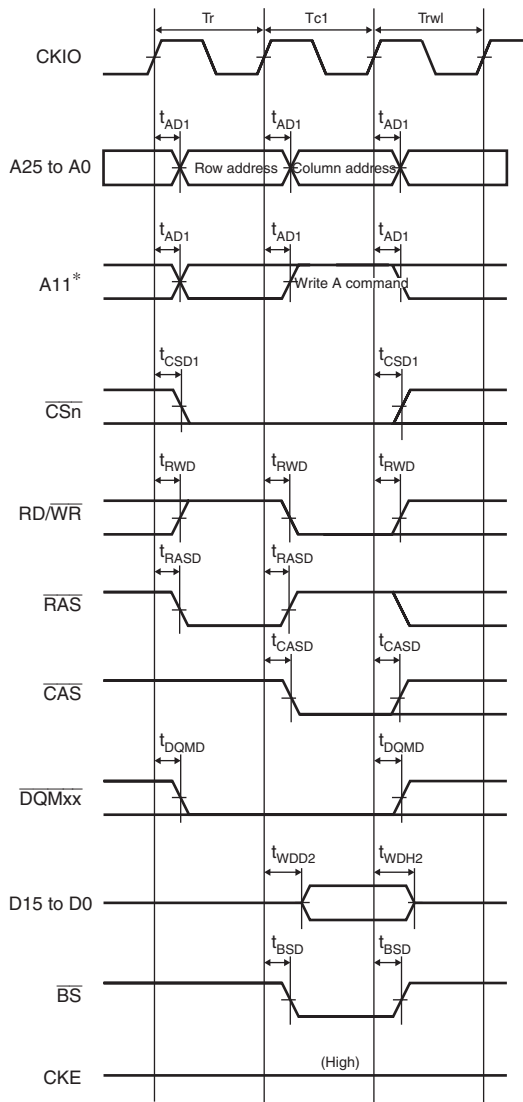 Tr Tc1 Trwl
CKIO
tAD1 tAD1 tAD1
A25 to A0 Row address Column address
tAD1 tAD1 tAD1
A11* Write A command
tCSD1 tCSD1
CSn
tRWD tRWD tRWD
RD/WR
tRASD tRASD
RAS
tCASD tCASD
CAS
tDQMD tDQMD
DQMxx
tWDD2 tWDH2
D15 to D0
tBSD tBSD
BS
(High)
CKE